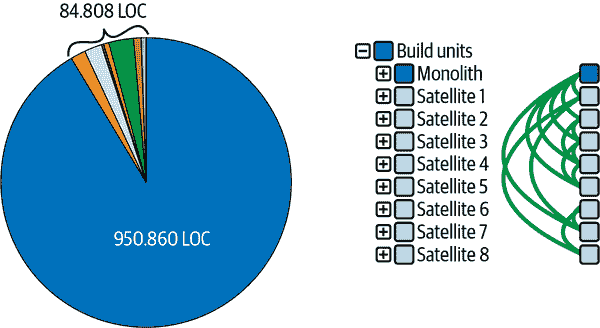 84.808 LOC
950.860 LOC
Build units
Monolith
Satellite 1
Satellite 2
Satellite 3
Satellite 4
Satellite 5
Satellite 6
Satellite 7
Satellite 8